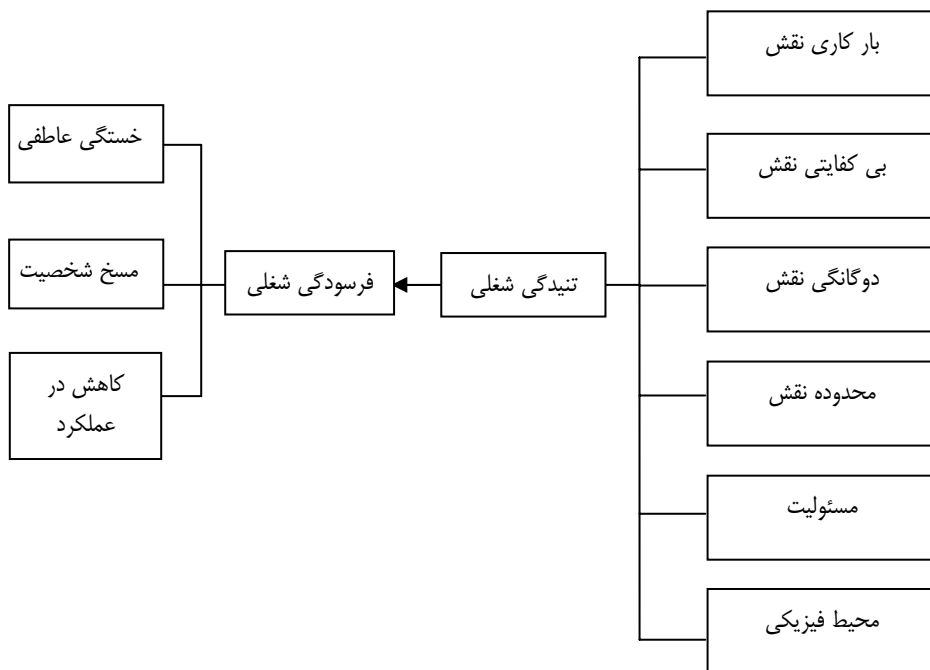 بار کاری نقش
بی کفایتی نقش
دوگانگی نقش
محدوده نقش
مسئولیت
محیط فیزیکی
تنیدگی شغلی
فرسودگی شغلی
خستگی عاطفی
مسخ شخصیت
کاهش در
عملکرد